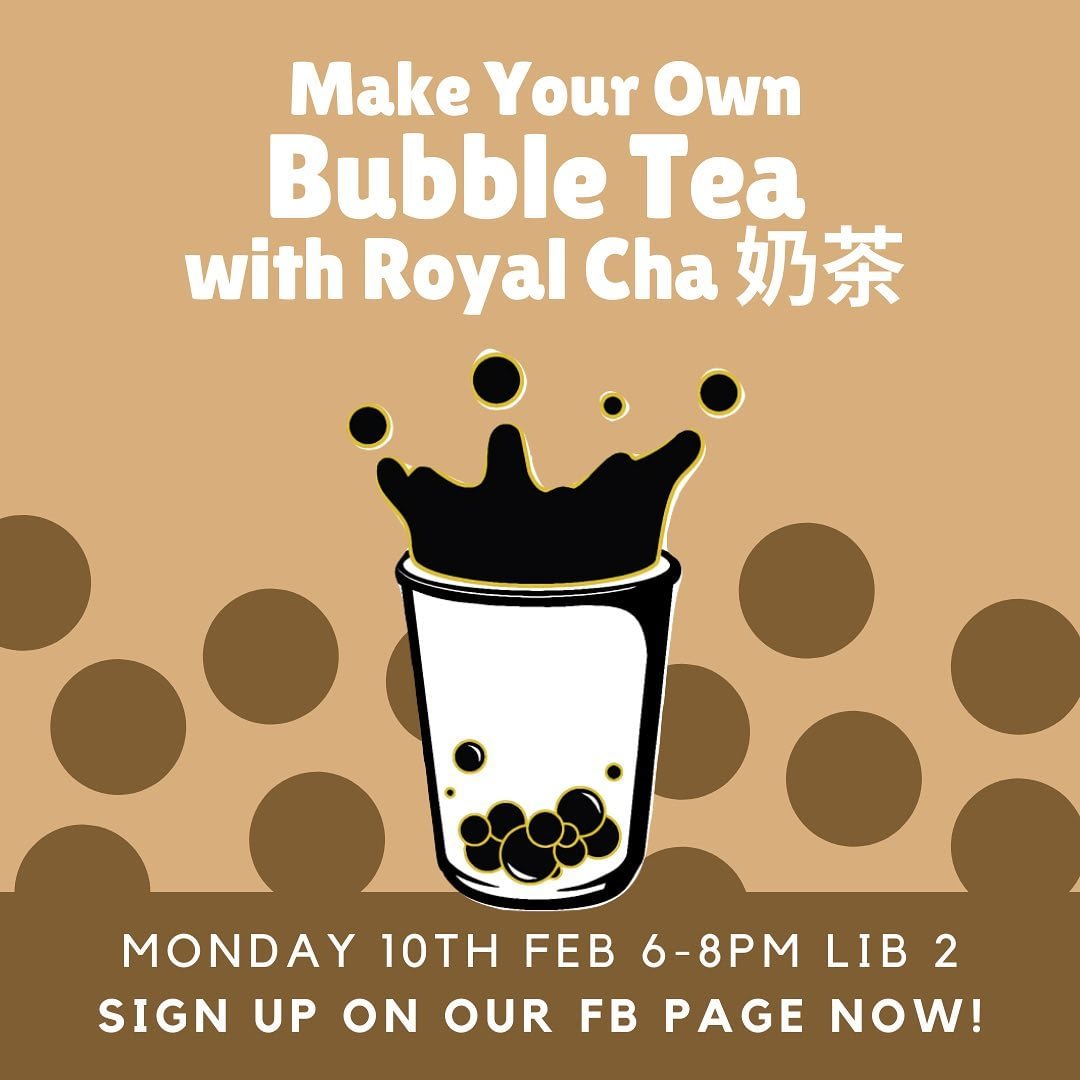 Make Your Own
Bubble Tea
with Royal Cha 奶茶
MONDAY 10TH FEB 6-8PM LIB 2
SIGN UP ON OUR FB PAGE NOW!